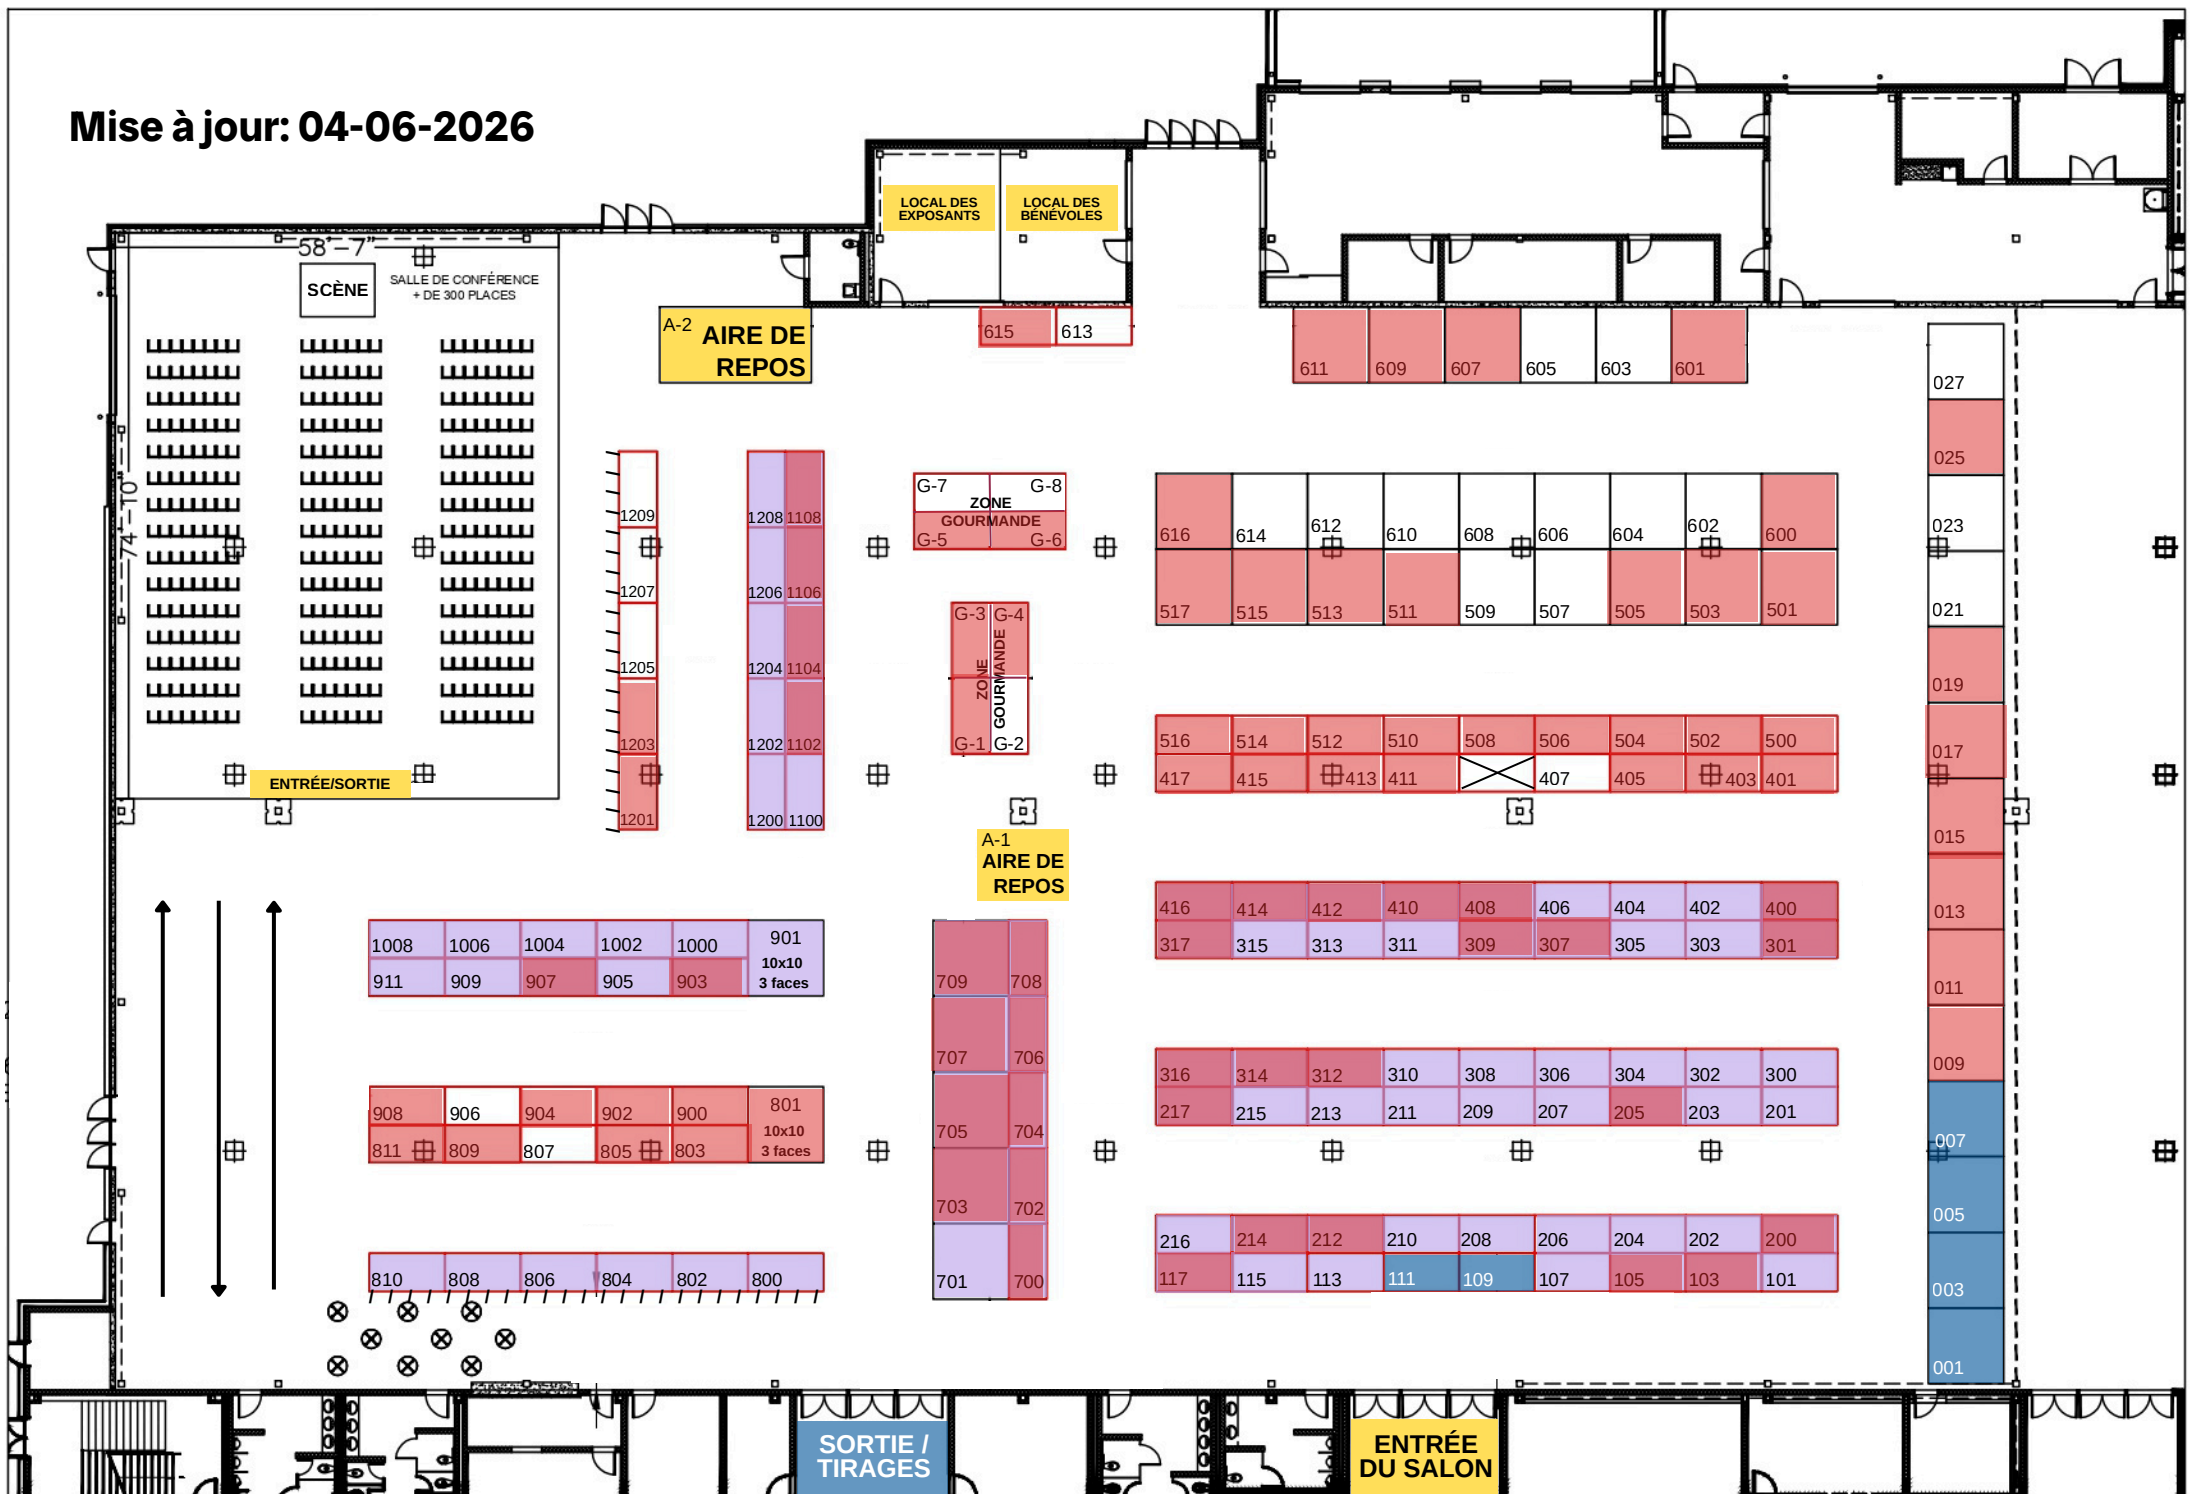 Mise à jour: 04-06-2026
LOCAL DES
EXPOSANTS
LOCAL DES
BÉNÉVOLES
58'-7"
SCÈNE
SALLE DE CONFÉRENCE
+ DE 300 PLACES
74'-10"
ENTRÉE/SORTIE
A-2
AIRE DE
REPOS
615 613
611 609 607 605 603 601
027
025
023
021
019
017
015
013
011
009
007
005
003
001
1209
1207
1205
1203
1201
1208 1108
1206 1106
1204 1104
1202 1102
1200 1100
G-7 G-8
ZONE
GOURMANDE
G-5 G-6
G-3 G-4
ZONE
GOURMANDE
G-1 G-2
616 614 612 610 608 606 604 602 600
517 515 513 511 509 507 505 503 501
516 514 512 510 508 506 504 502 500
417 415 413 411 407 405 403 401
A-1
AIRE DE
REPOS
416 414 412 410 408 406 404 402 400
317 315 313 311 309 307 305 303 301
1008 1006 1004 1002 1000
911 909 907 905 903
901
10x10
3 faces
709 708
707 706
705 704
703 702
701 700
316 314 312 310 308 306 304 302 300
217 215 213 211 209 207 205 203 201
908 906 904 902 900
811 809 807 805 803
801
10x10
3 faces
216 214 212 210 208 206 204 202 200
117 115 113 111 109 107 105 103 101
810 808 806 804 802 800
SORTIE /
TIRAGES
ENTRÉE
DU SALON